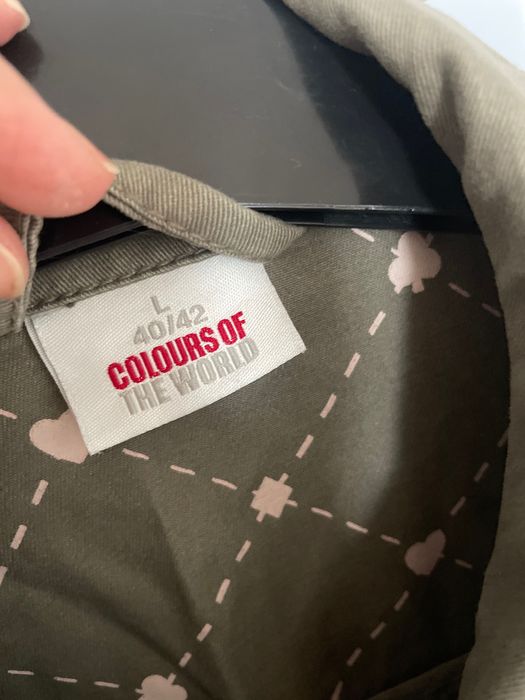 L
40/42
COLOURS OF
THE WORLD